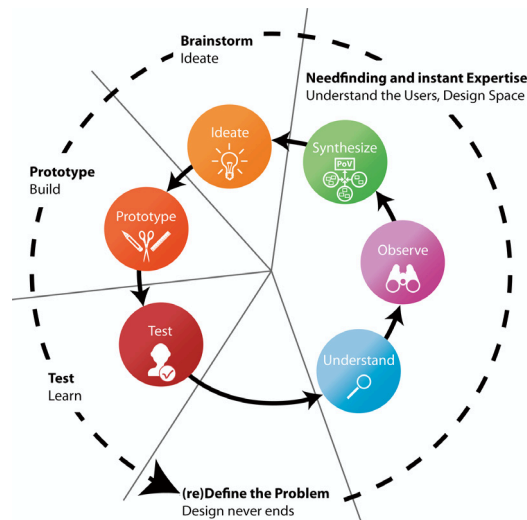 Brainstorm
Ideate
Needfinding and instant Expertise
Understand the Users, Design Space
Ideate
Synthesize
PoV
Prototype
Build
Prototype
Observe
Test
Understand
Test
Learn
(re)Define the Problem
Design never ends